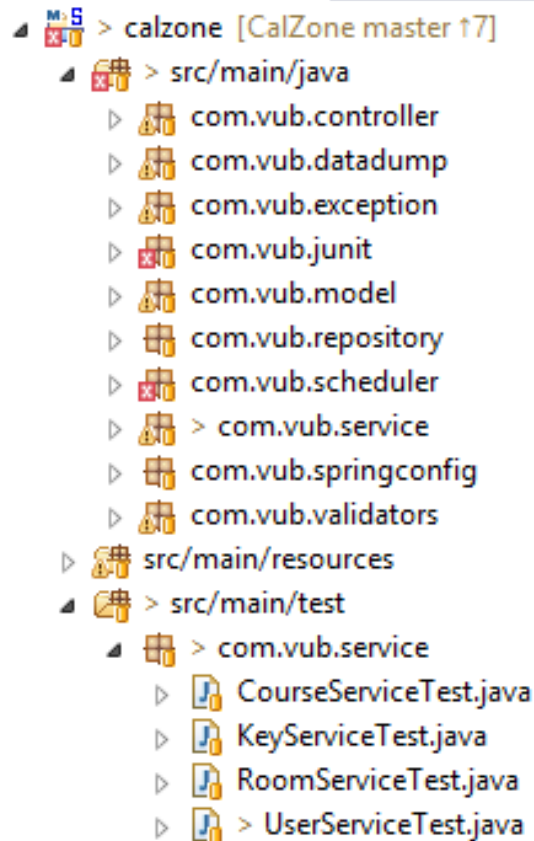 > calzone [CalZone master ↑7]
> src/main/java
com.vub.controller
com.vub.datadump
com.vub.exception
com.vub.junit
com.vub.model
com.vub.repository
com.vub.scheduler
> com.vub.service
com.vub.springconfig
com.vub.validators
src/main/resources
> src/main/test
> com.vub.service
CourseServiceTest.java
KeyServiceTest.java
RoomServiceTest.java
> UserServiceTest.java